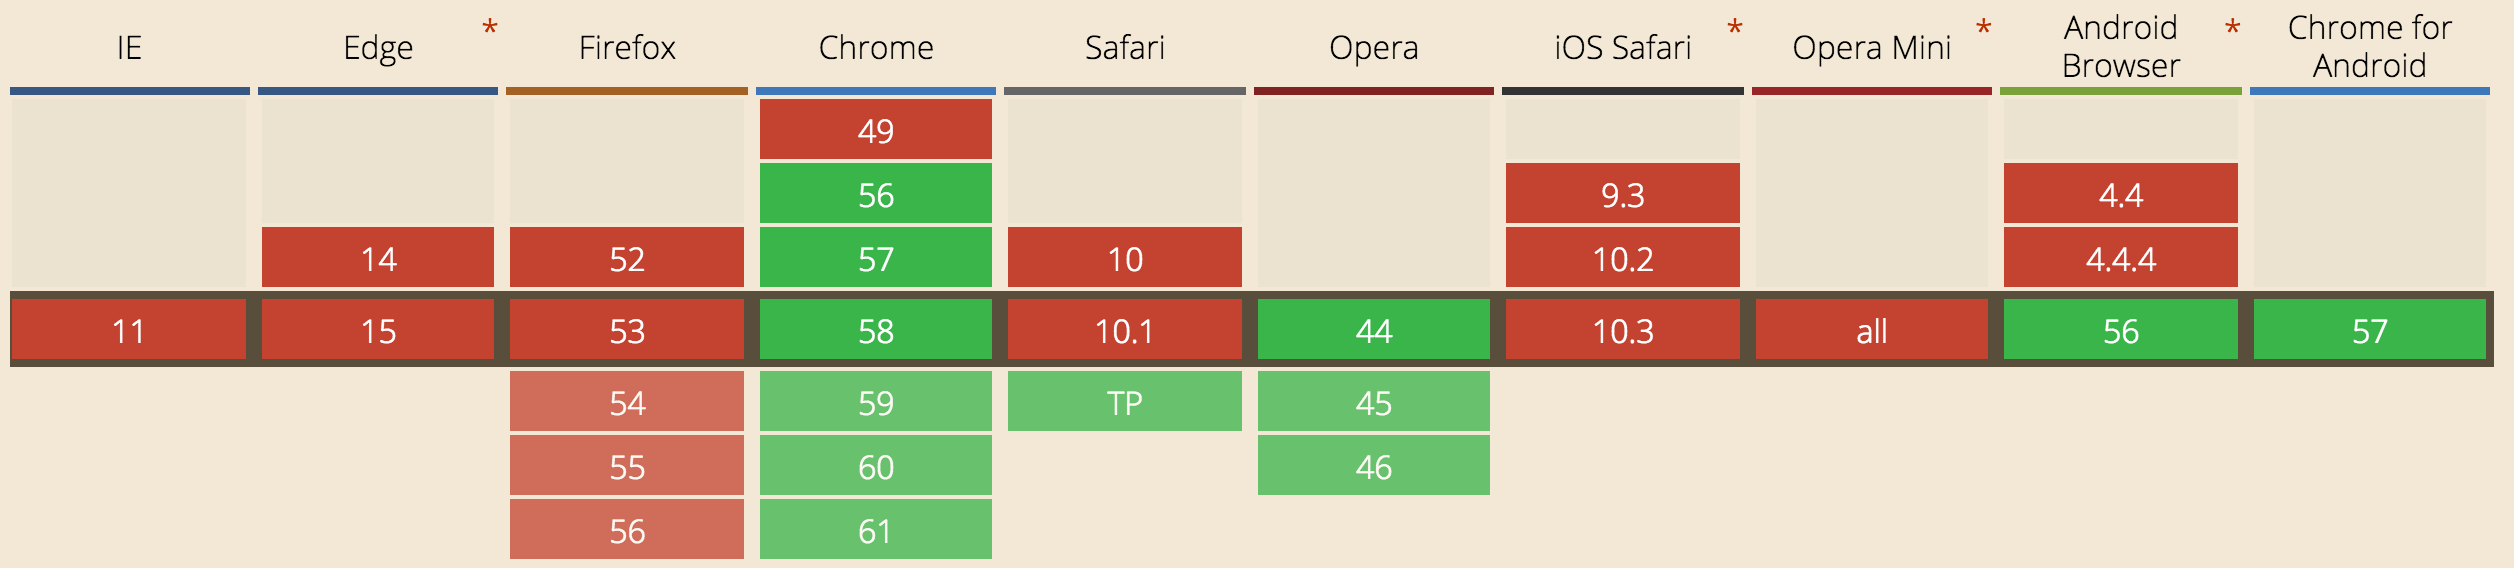 IE
Edge *
Firefox
Chrome
Safari
Opera
iOS Safari *
Opera Mini *
Android
Browser *
Chrome for
Android
49
56 9.3 4.4
14 52 57 10 10.2 4.4.4
11 15 53 58 10.1 44 10.3 all 56 57
54 59 TP 45
55 60 46
56 61